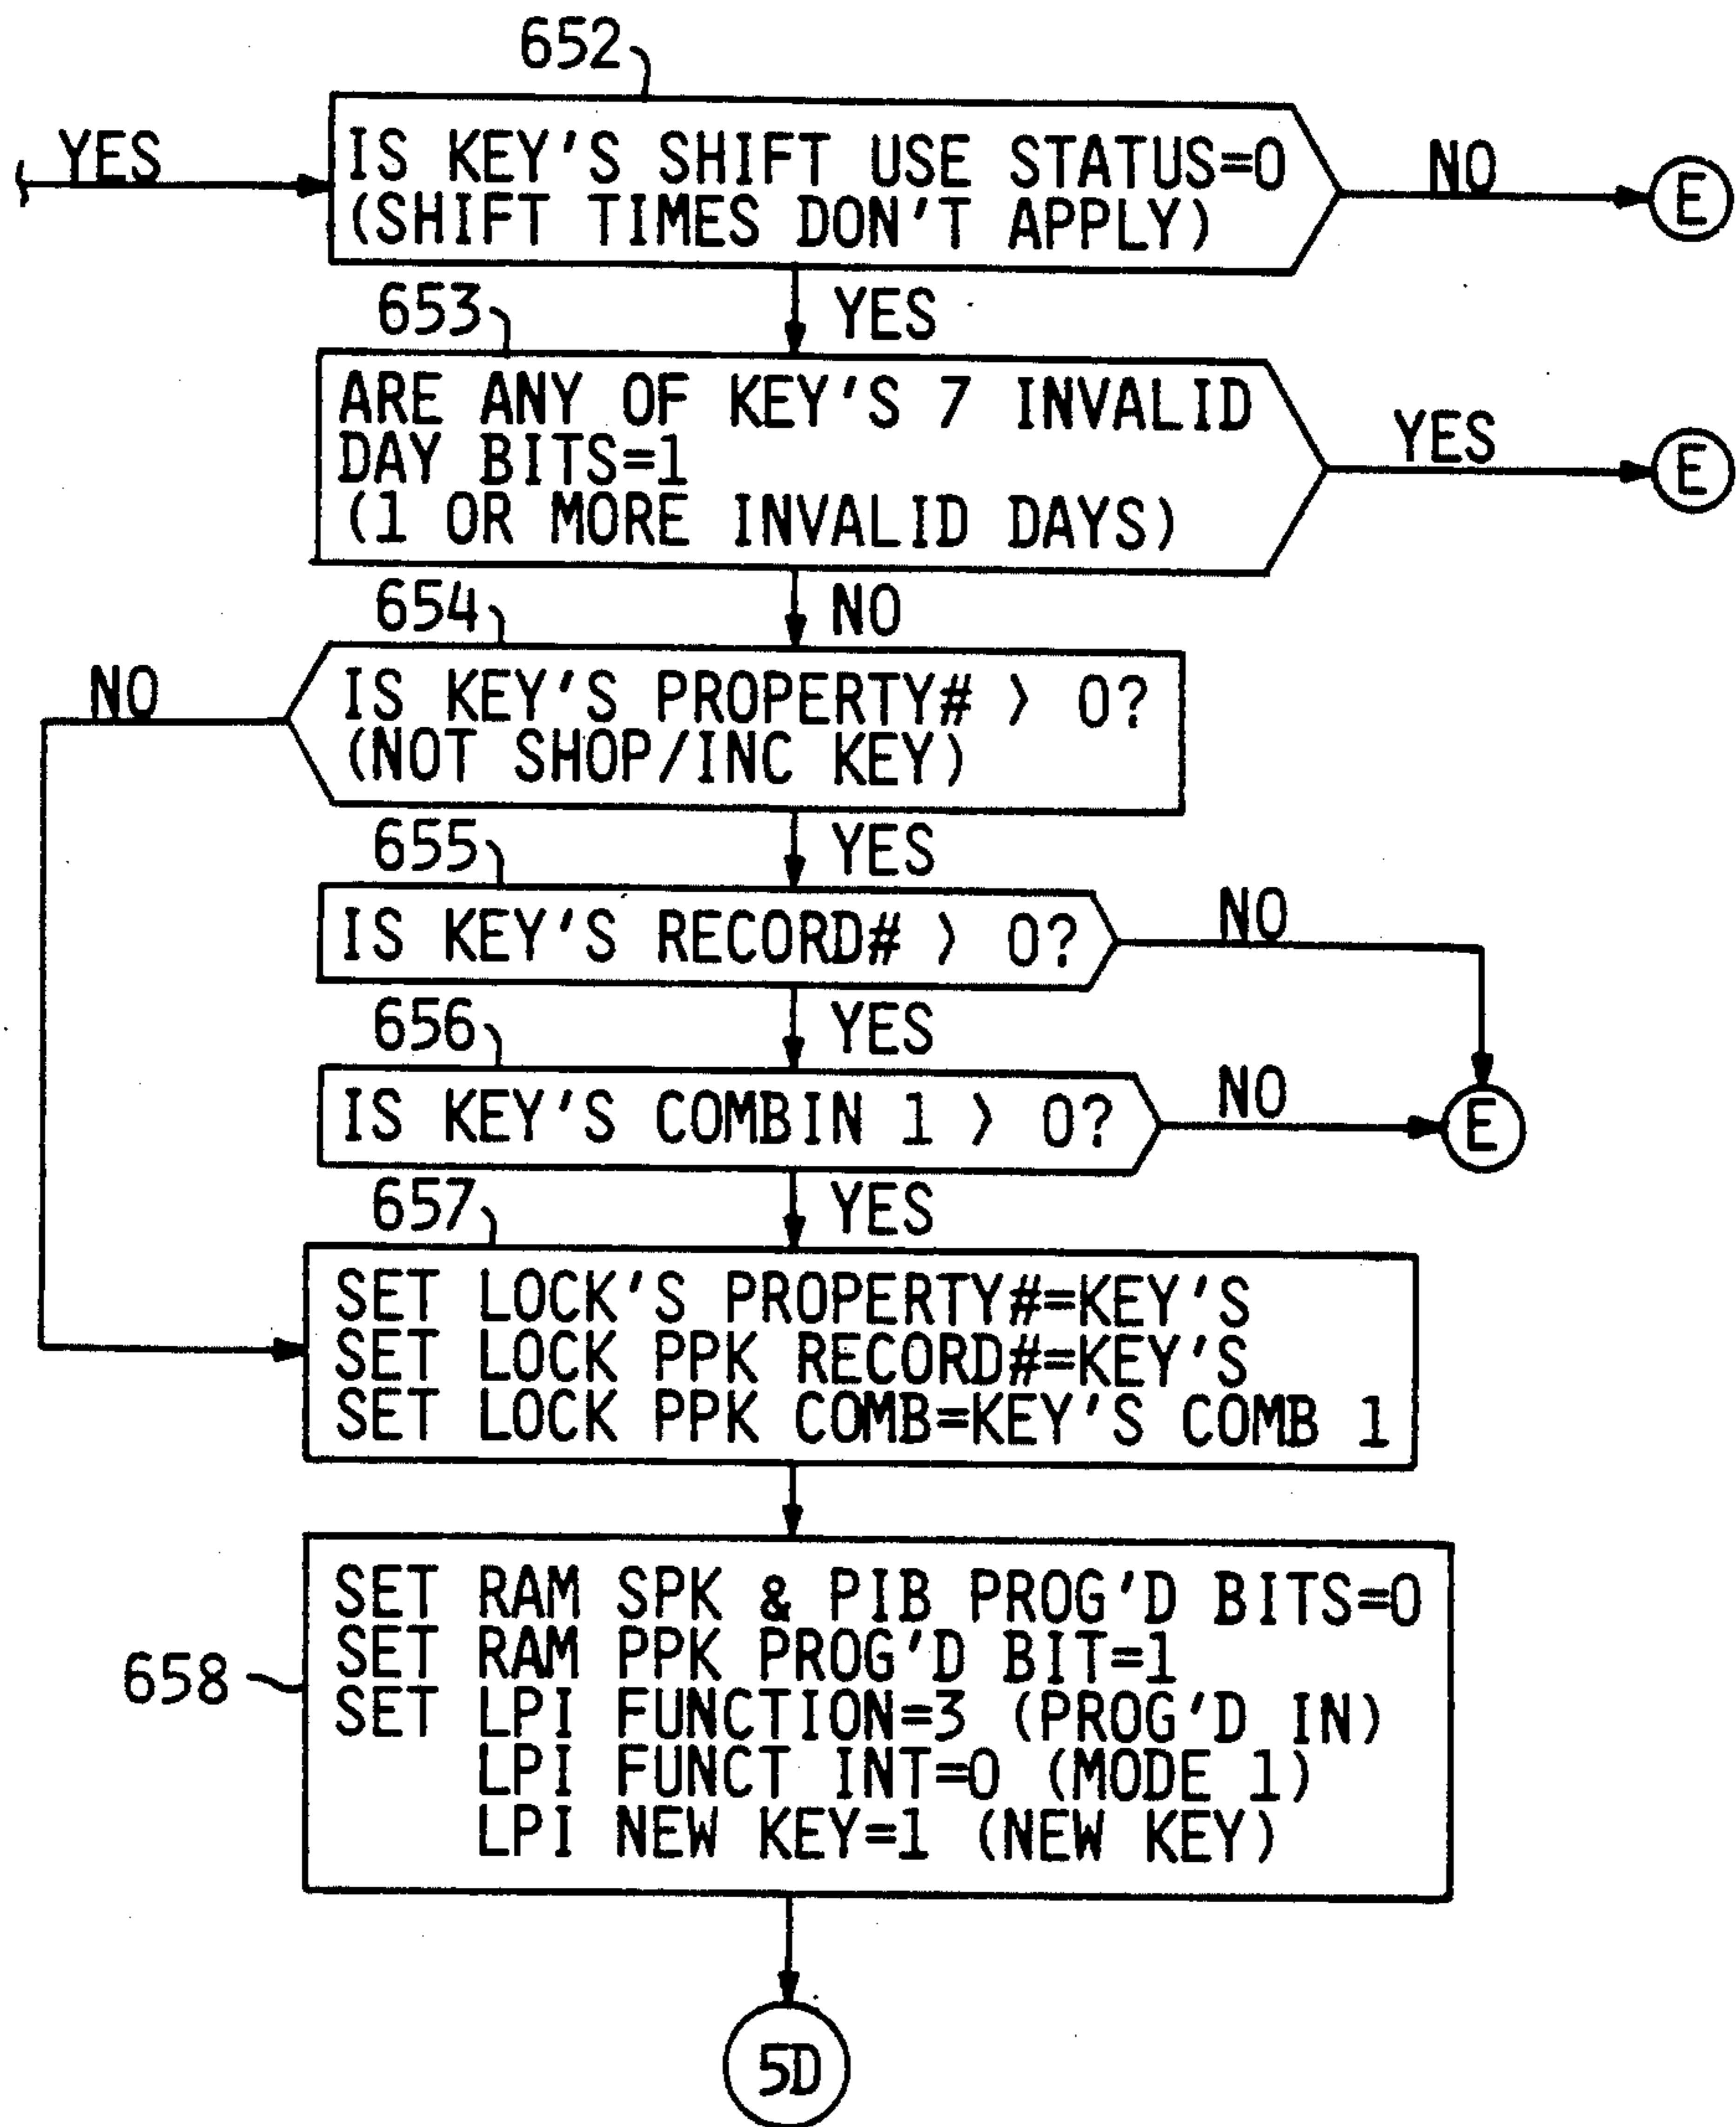 652
YES
IS KEY'S SHIFT USE STATUS=0
(SHIFT TIMES DON'T APPLY)
NO
E
653
YES
ARE ANY OF KEY'S 7 INVALID
DAY BITS=1
(1 OR MORE INVALID DAYS)
YES
E
654
NO
NO
IS KEY'S PROPERTY# > 0?
(NOT SHOP/INC KEY)
655
YES
IS KEY'S RECORD# > 0?
NO
656
YES
IS KEY'S COMBIN 1 > 0?
NO
E
657
YES
SET LOCK'S PROPERTY#=KEY'S
SET LOCK PPK RECORD#=KEY'S
SET LOCK PPK COMB=KEY'S COMB 1
658
SET RAM SPK & PIB PROG'D BITS=0
SET RAM PPK PROG'D BIT=1
SET LPI FUNCTION=3 (PROG'D IN)
LPI FUNCT INT=0 (MODE 1)
LPI NEW KEY=1 (NEW KEY)
5D